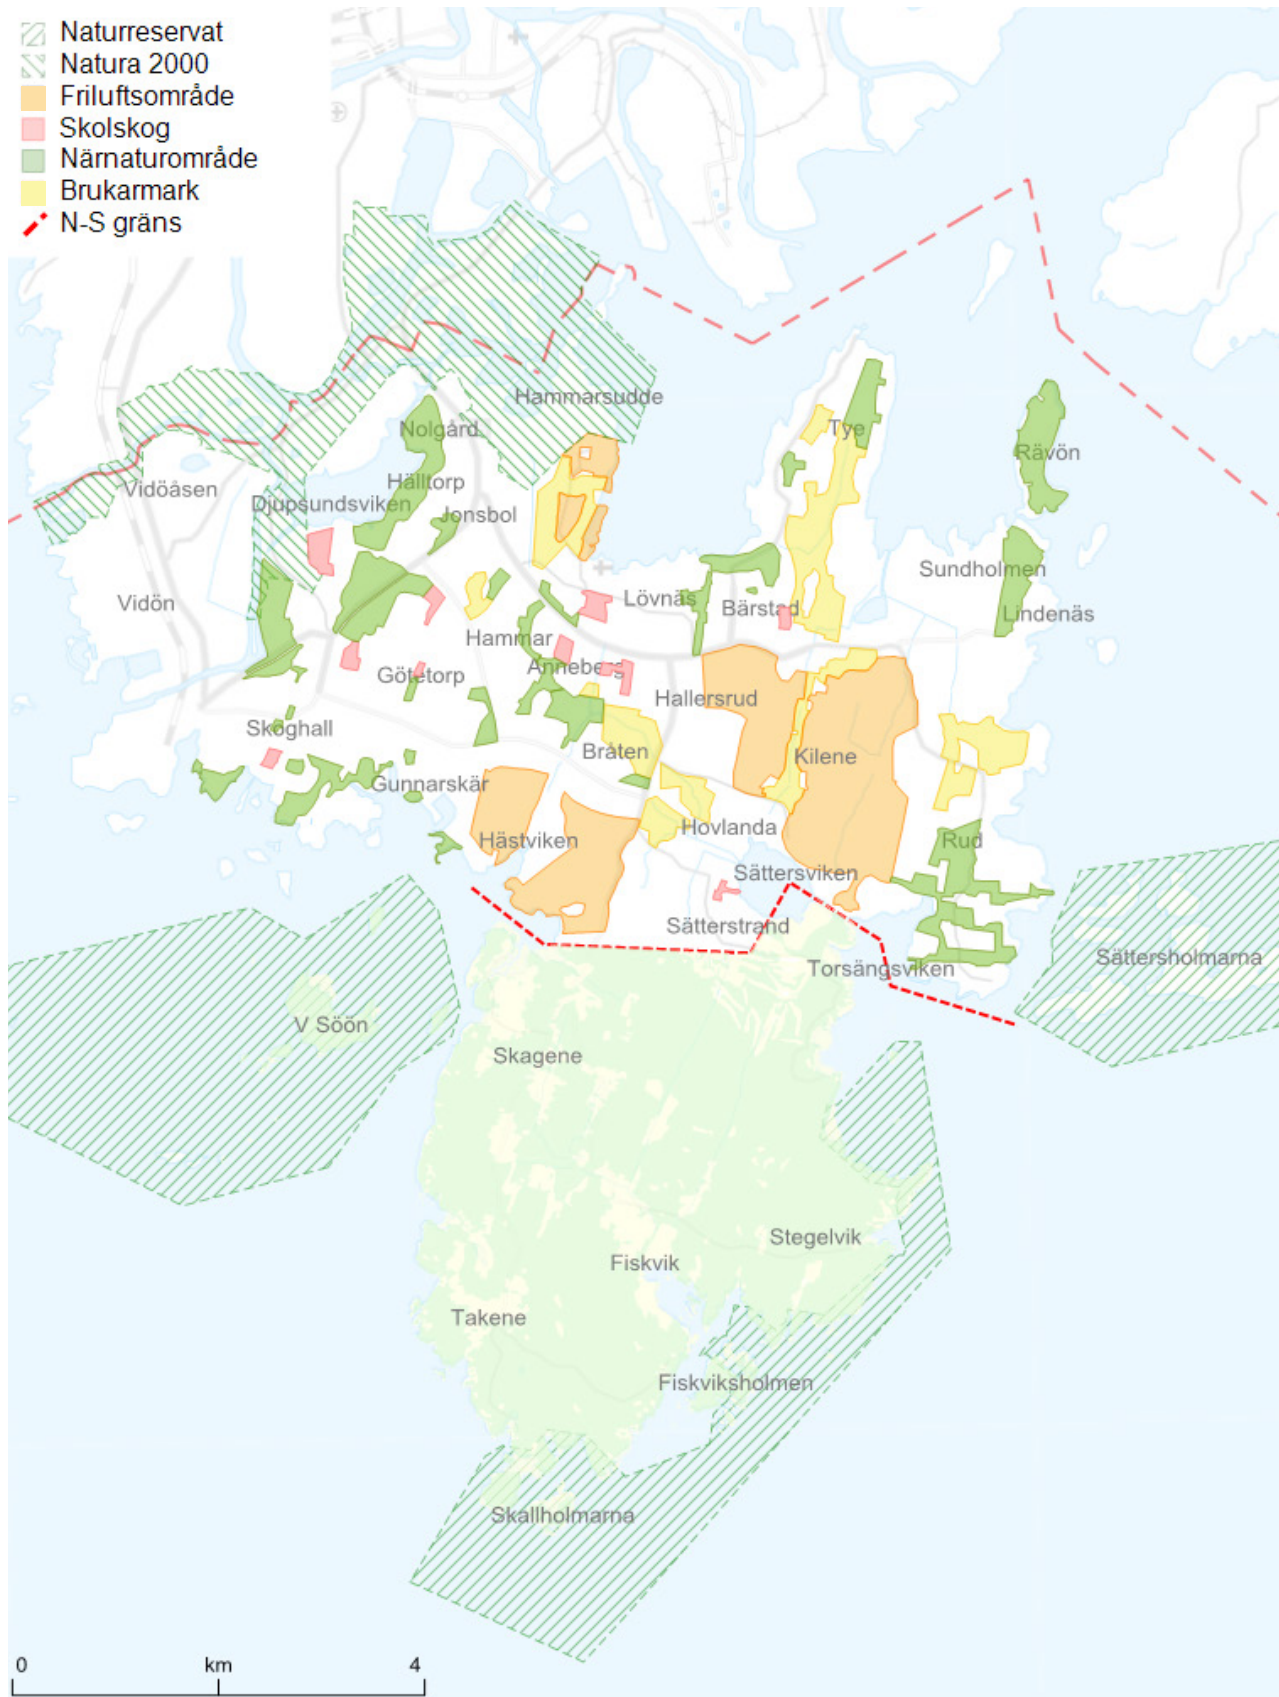 Naturreservat
Natura 2000
Friluftsområde
Skolskog
Närnaturområde
Brukarmark
N-S gräns
Hammarsudde
Nolgård
Tye
Rävön
Hälltorp
Vidöåsen
Djupsundsviken
Jonsbol
Sundholmen
Vidön
Lövnäs
Bärstad
Lindenäs
Hammar
Götetorp
Anneberg
Hallersrud
Skoghall
Bråten
Kilene
Gunnarskär
Hästviken
Hovlanda
Rud
Sättersviken
Sätterstrand
Torsängsviken
Sättersholmarna
V Söön
Skagene
Stegelvik
Fiskvik
Takene
Fiskviksholmen
Skallholmarna
0 km 4